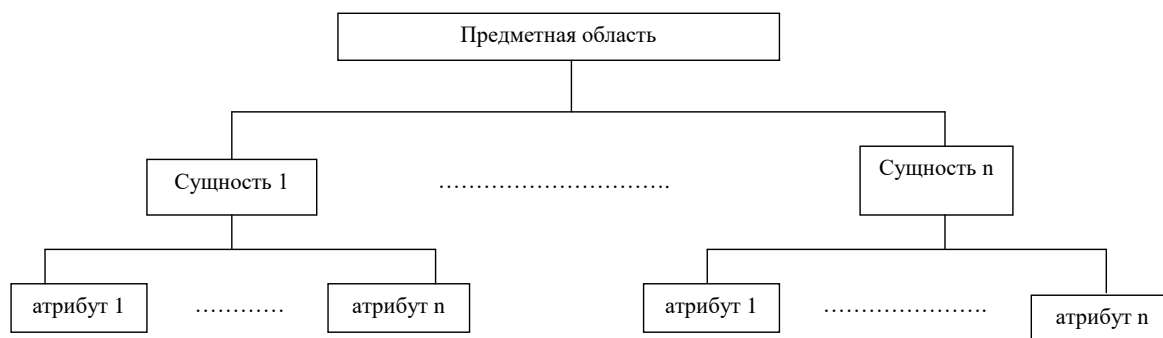 Предметная область
Сущность 1
………………………….
Сущность n
атрибут 1
…………
атрибут n
атрибут 1
………………….
атрибут n